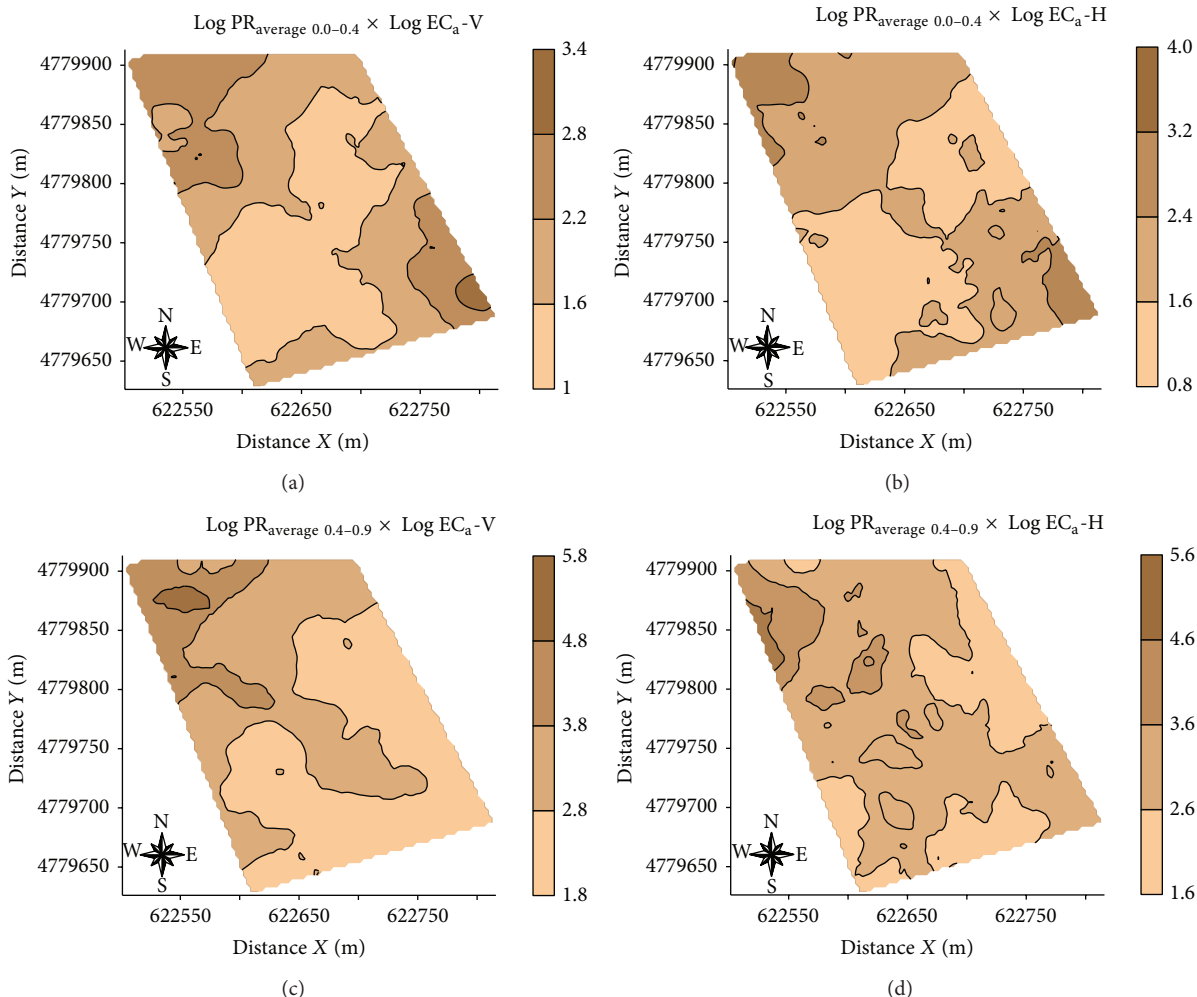 Log PRaverage 0.0–0.4 × Log ECa-V
4779900
4779850
4779800
4779750
4779700
4779650
Distance Y (m)
N
W E
S
622550 622650 622750
Distance X (m)
3.4
2.8
2.2
1.6
1
(a)
Log PRaverage 0.0–0.4 × Log ECa-H
4779900
4779850
4779800
4779750
4779700
4779650
Distance Y (m)
N
W E
S
622550 622650 622750
Distance X (m)
4.0
3.2
2.4
1.6
0.8
(b)
Log PRaverage 0.4–0.9 × Log ECa-V
4779900
4779850
4779800
4779750
4779700
4779650
Distance Y (m)
N
W E
S
622550 622650 622750
Distance X (m)
5.8
4.8
3.8
2.8
1.8
(c)
Log PRaverage 0.4–0.9 × Log ECa-H
4779900
4779850
4779800
4779750
4779700
4779650
Distance Y (m)
N
W E
S
622550 622650 622750
Distance X (m)
5.6
4.6
3.6
2.6
1.6
(d)